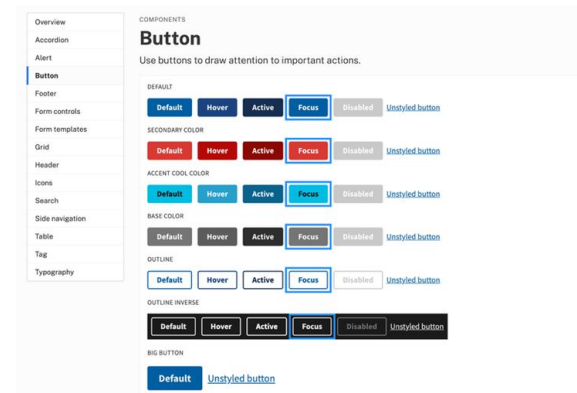 Overview
Accordion
Alert
Button
Footer
Form controls
Form templates
Grid
Header
Icons
Search
Side navigation
Table
Tag
Typography
COMPONENTS
Button
Use buttons to draw attention to important actions.
DEFAULT
Default Hover Active Focus Disabled Unstyled button
SECONDARY COLOR
Default Hover Active Focus Disabled Unstyled button
ACCENT COOL COLOR
Default Hover Active Focus Disabled Unstyled button
BASE COLOR
Default Hover Active Focus Disabled Unstyled button
OUTLINE
Default Hover Active Focus Disabled Unstyled button
OUTLINE INVERSE
Default Hover Active Focus Disabled Unstyled button
BIG BUTTON
Default Unstyled button